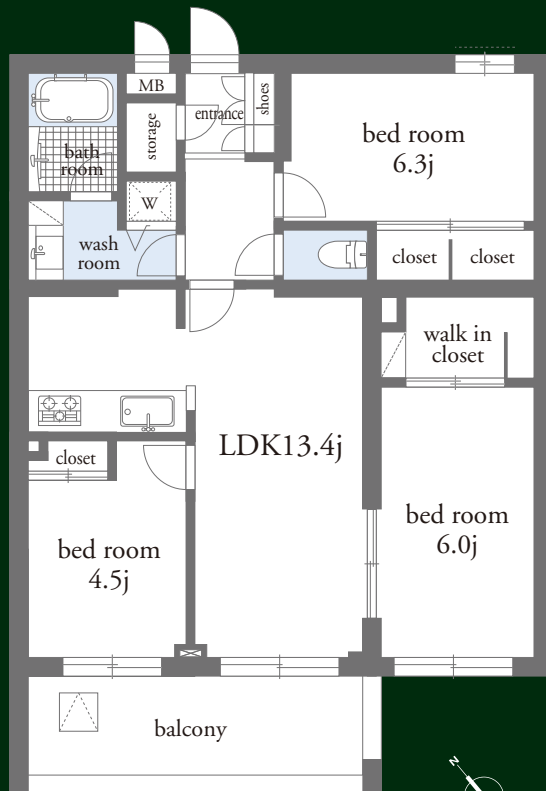 MB
entrance
shoes
storage
bath
room
bed room
6.3j
W
wash
room
closet
closet
walk in
closet
LDK13.4j
closet
bed room
4.5j
bed room
6.0j
balcony
N